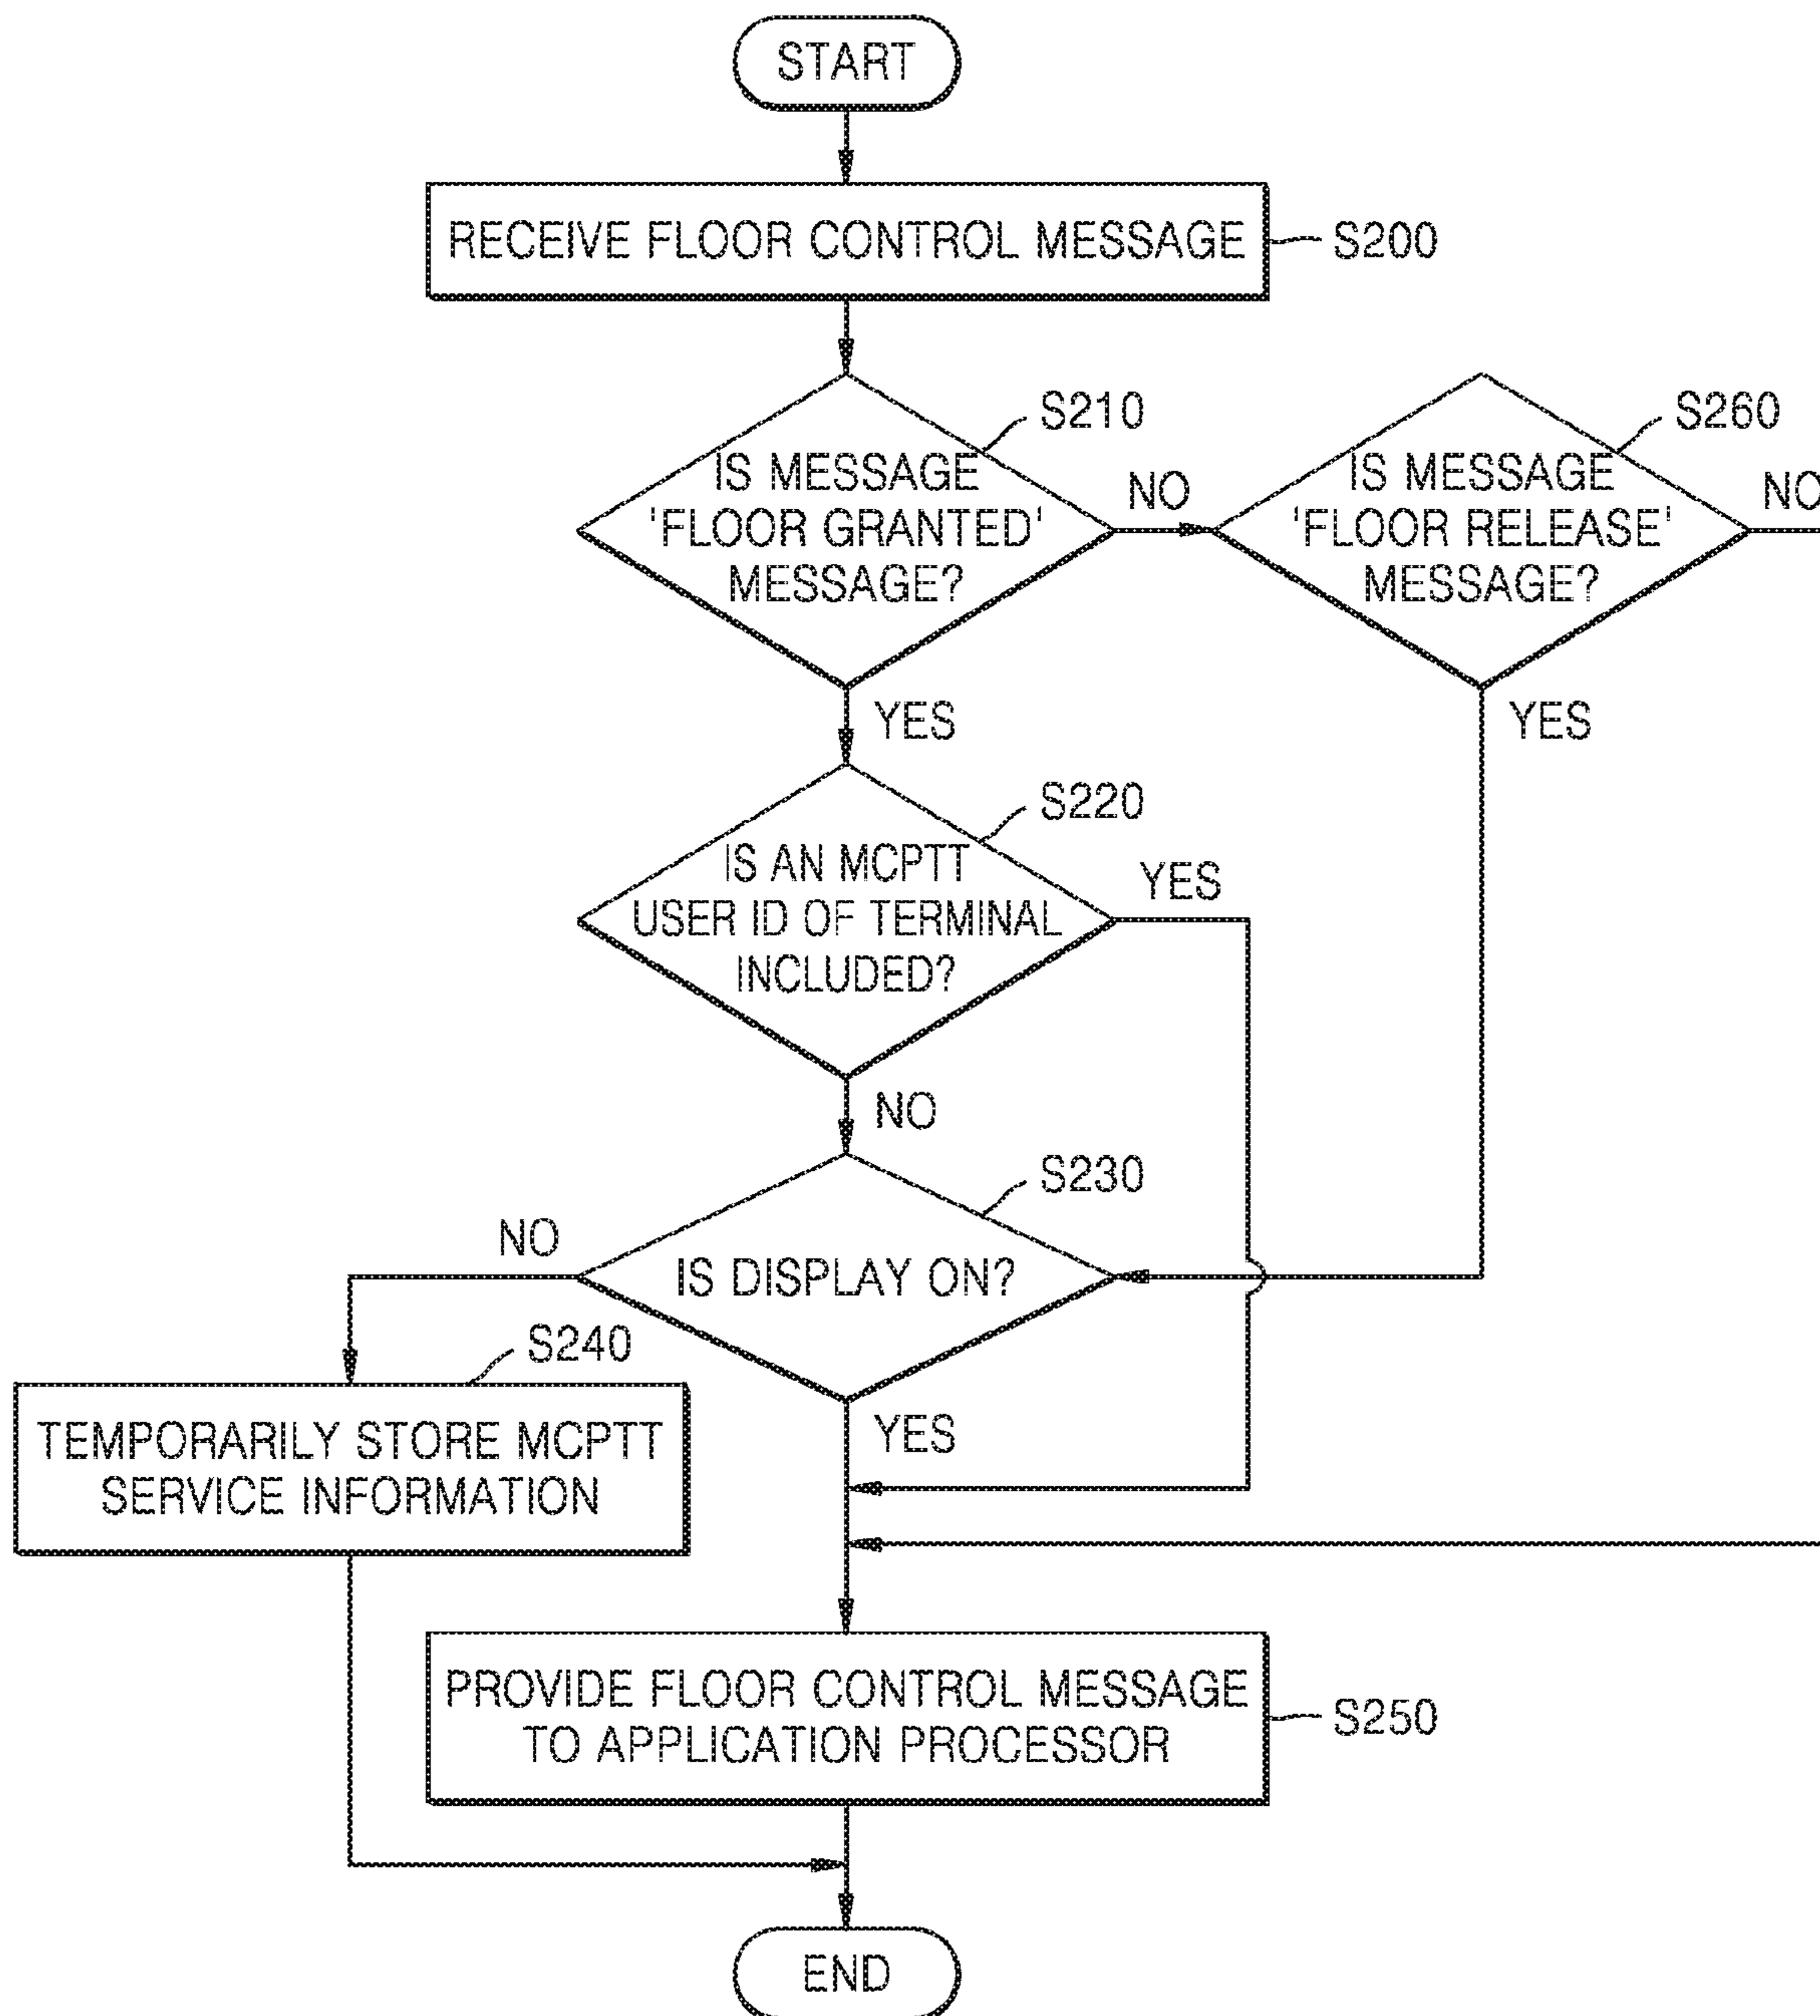 START
RECEIVE FLOOR CONTROL MESSAGE
S200
S210
IS MESSAGE
'FLOOR GRANTED'
MESSAGE?
NO
S260
IS MESSAGE
'FLOOR RELEASE'
MESSAGE?
NO
YES
YES
S220
IS AN MCPTT
USER ID OF TERMINAL
INCLUDED?
YES
NO
S230
IS DISPLAY ON?
NO
S240
TEMPORARILY STORE MCPTT
SERVICE INFORMATION
YES
PROVIDE FLOOR CONTROL MESSAGE
TO APPLICATION PROCESSOR
S250
END